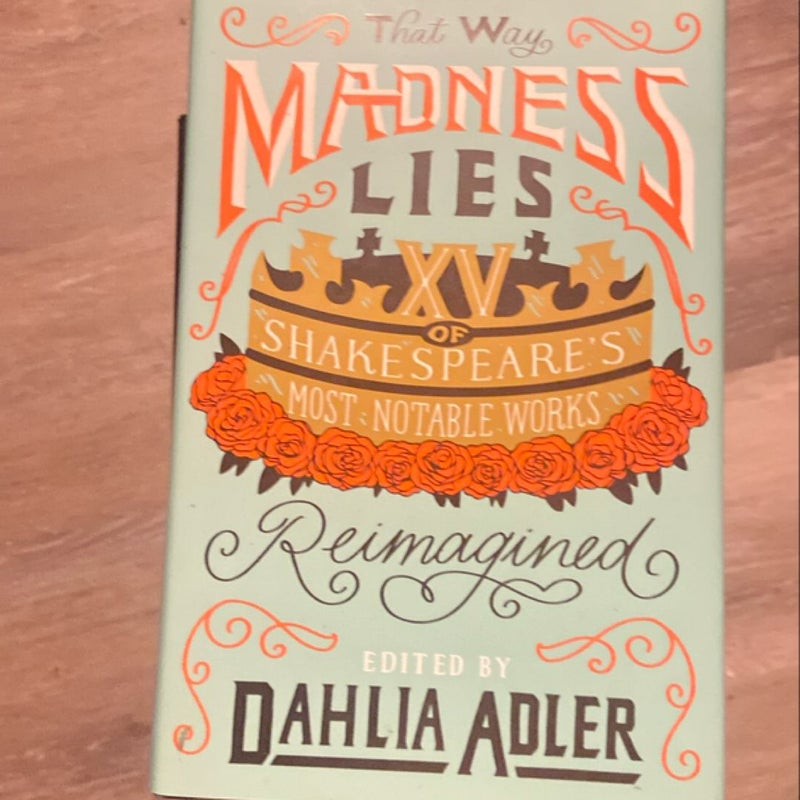 That Way
MADNESS
LIES
XV
OF
SHAKESPEARE'S
MOST NOTABLE WORKS
Reimagined
EDITED BY
DAHLIA ADLER